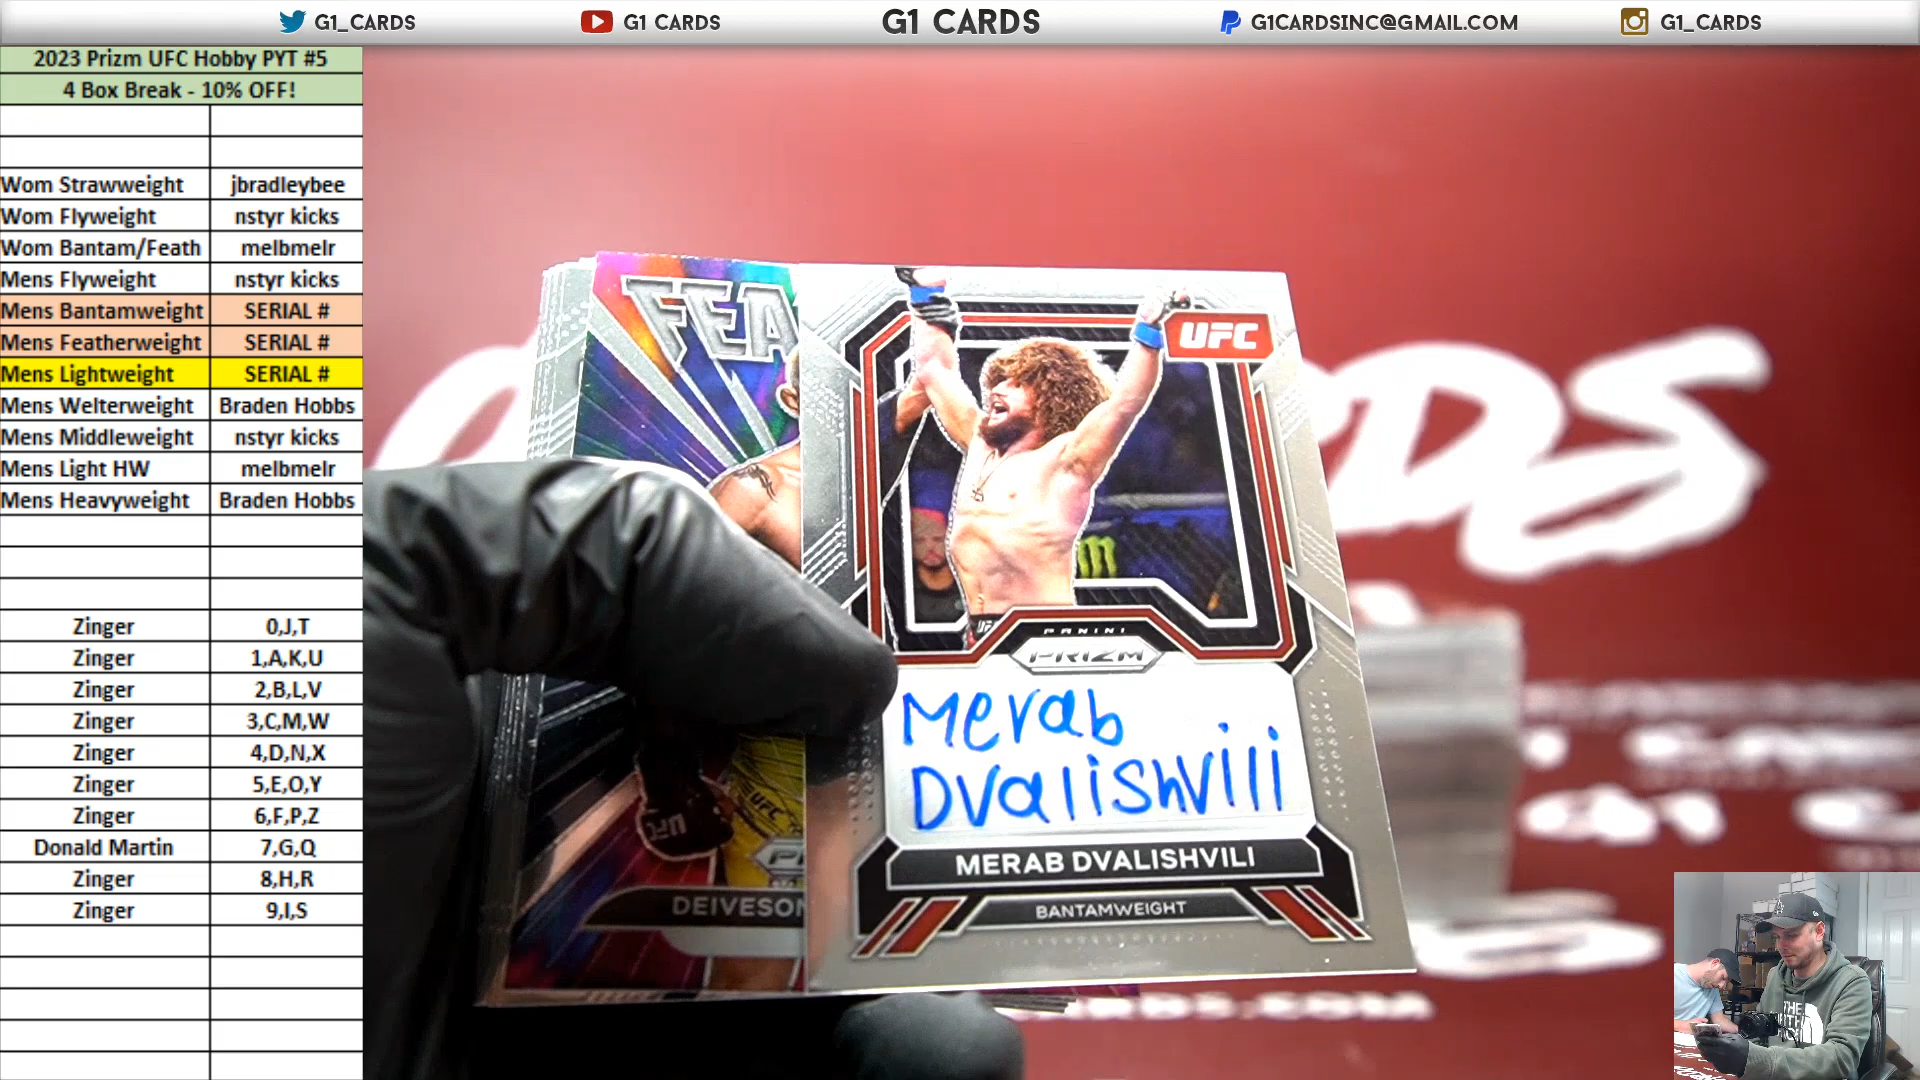 G1_CARDS
G1 CARDS
G1 CARDS
G1CARDSINC@GMAIL.COM
G1_CARDS
2023 Prizm UFC Hobby PYT #5
4 Box Break - 10% OFF!
Wom Strawweight jbradleybee
Wom Flyweight nstyr kicks
Wom Bantam/Feath melbmelr
Mens Flyweight nstyr kicks
Mens Bantamweight SERIAL #
Mens Featherweight SERIAL #
Mens Lightweight SERIAL #
Mens Welterweight Braden Hobbs
Mens Middleweight nstyr kicks
Mens Light HW melbmelr
Mens Heavyweight Braden Hobbs
Zinger 0,J,T
Zinger 1,A,K,U
Zinger 2,B,L,V
Zinger 3,C,M,W
Zinger 4,D,N,X
Zinger 5,E,O,Y
Zinger 6,F,P,Z
Donald Martin 7,G,Q
Zinger 8,H,R
Zinger 9,I,S
FEA
UFC
PANINI
PRIZM
Merab
Dvalishvili
MERAB DVALISHVILI
BANTAMWEIGHT
UFC
DEIVESON